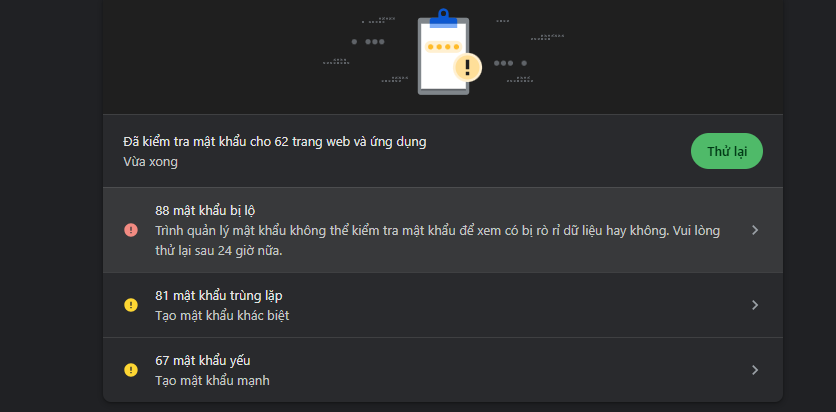 Đã kiểm tra mật khẩu cho 62 trang web và ứng dụng
Vừa xong
Thử lại
88 mật khẩu bị lộ
Trình quản lý mật khẩu không thể kiểm tra mật khẩu để xem có bị rò rỉ dữ liệu hay không. Vui lòng
thử lại sau 24 giờ nữa.
81 mật khẩu trùng lặp
Tạo mật khẩu khác biệt
67 mật khẩu yếu
Tạo mật khẩu mạnh